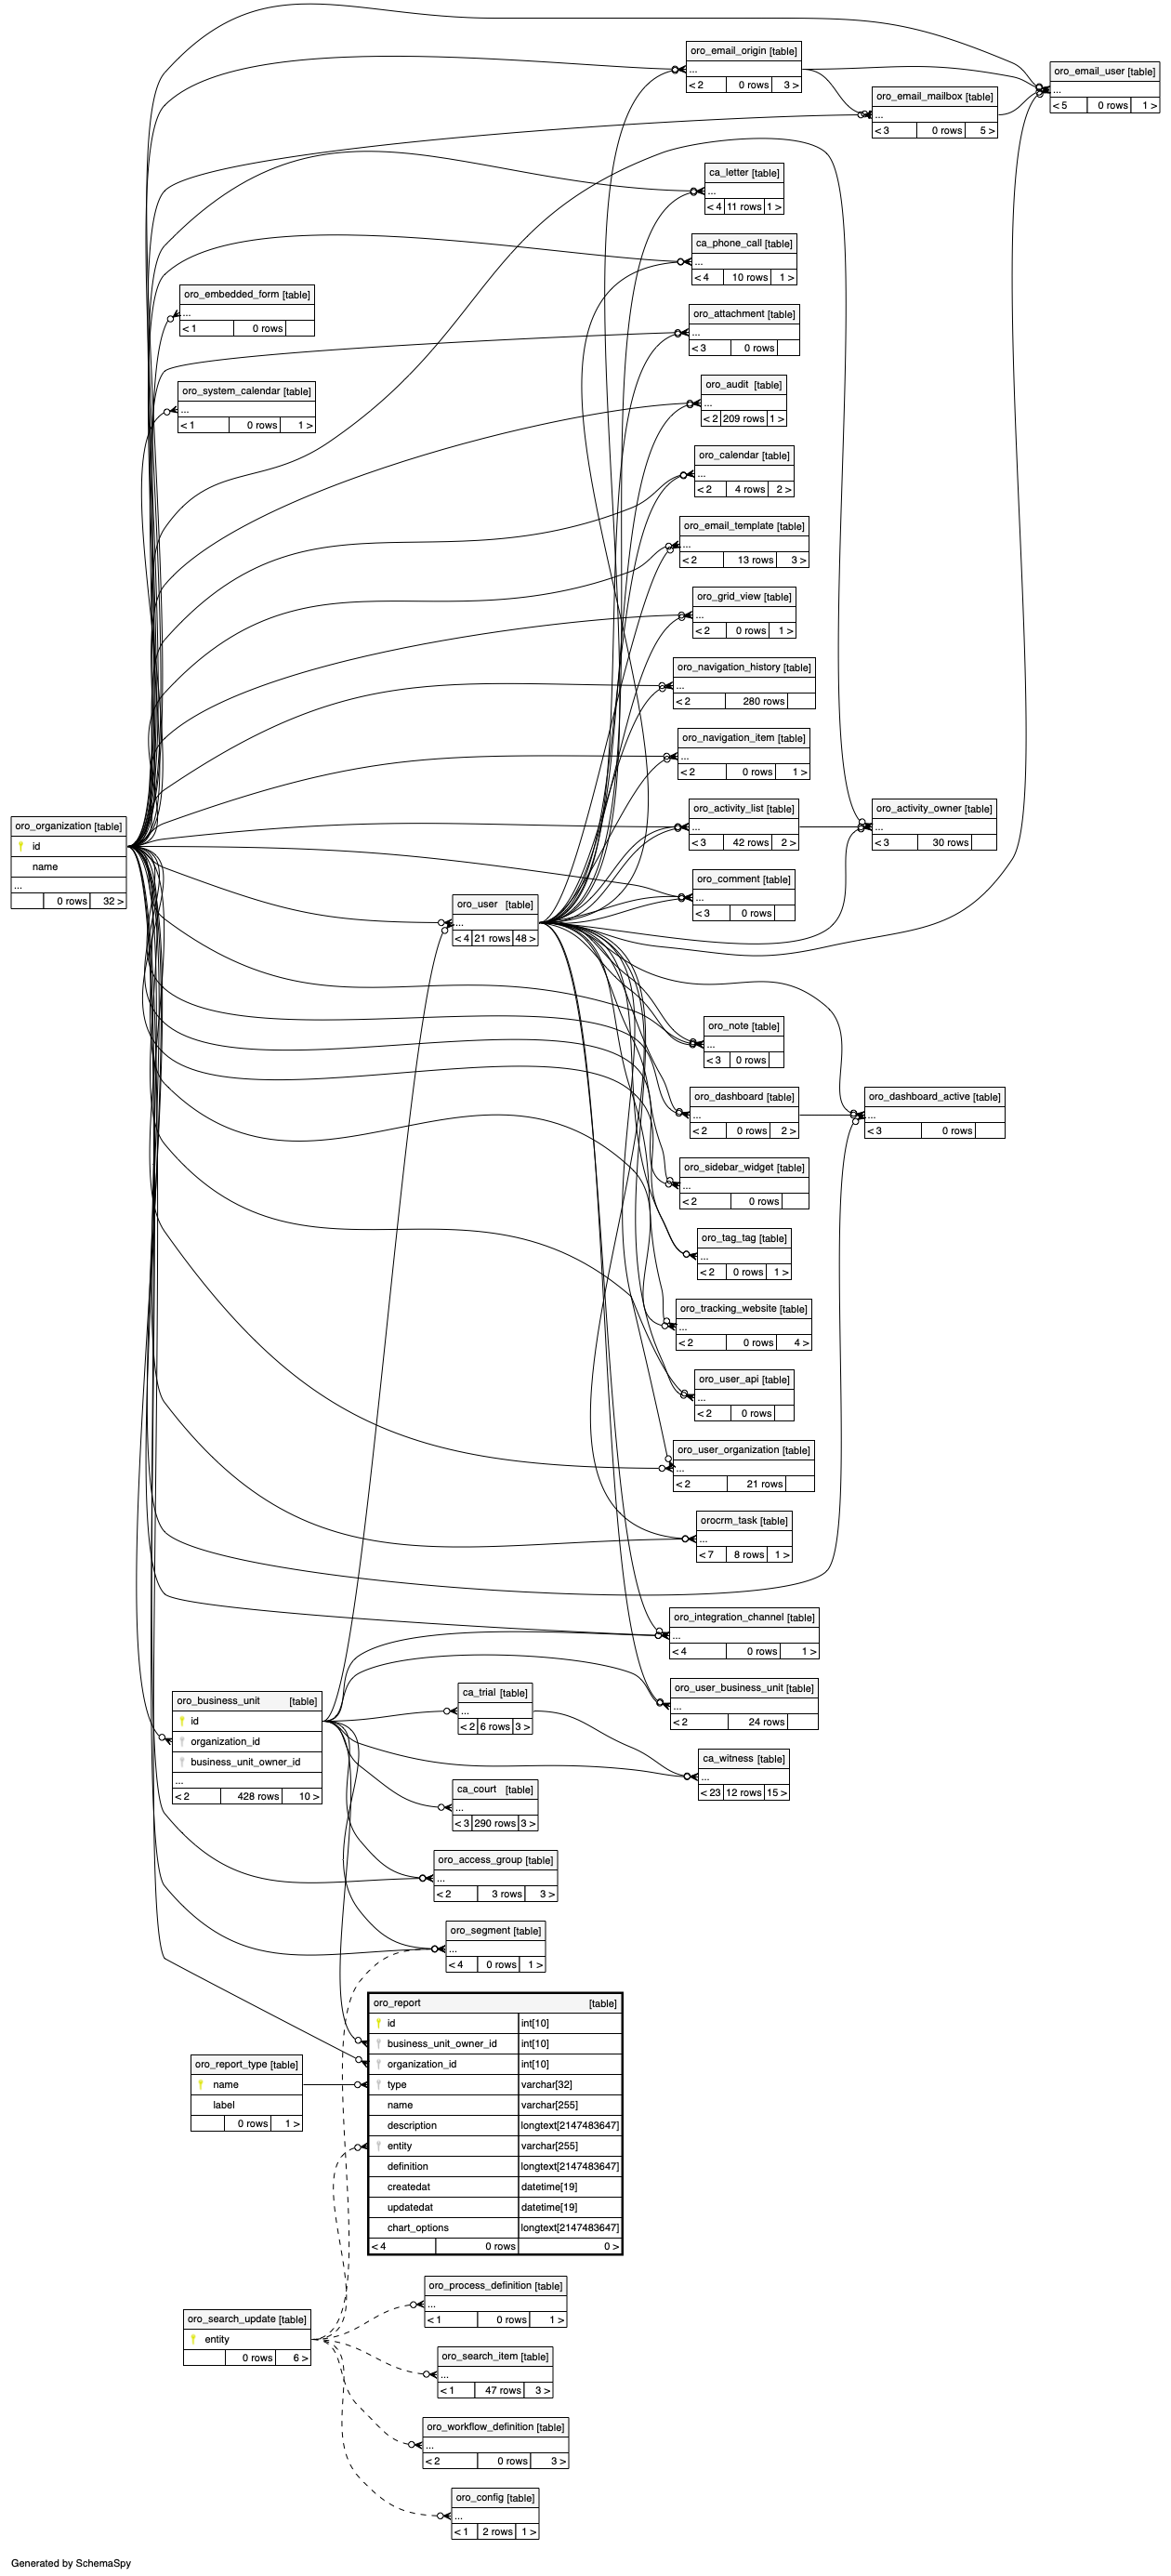 oro_email_origin [table]
...
< 2 0 rows 3 >
oro_email_user [table]
...
< 5 0 rows 1 >
oro_email_mailbox [table]
...
< 3 0 rows 5 >
ca_letter [table]
...
< 4 11 rows 1 >
ca_phone_call [table]
...
< 4 10 rows 1 >
oro_embedded_form [table]
...
< 1 0 rows
oro_attachment [table]
...
< 3 0 rows
oro_system_calendar [table]
...
< 1 0 rows 1 >
oro_audit [table]
...
< 2 209 rows 1 >
oro_calendar [table]
...
< 2 4 rows 2 >
oro_email_template [table]
...
< 2 13 rows 3 >
oro_grid_view [table]
...
< 2 0 rows 1 >
oro_navigation_history [table]
...
< 2 280 rows
oro_navigation_item [table]
...
< 2 0 rows 1 >
oro_organization [table]
id
name
...
0 rows 32 >
oro_activity_list [table]
...
< 3 42 rows 2 >
oro_activity_owner [table]
...
< 3 30 rows
oro_comment [table]
...
< 3 0 rows
oro_user [table]
...
< 4 21 rows 48 >
oro_note [table]
...
< 3 0 rows
oro_dashboard [table]
...
< 2 0 rows 2 >
oro_dashboard_active [table]
...
< 3 0 rows
oro_sidebar_widget [table]
...
< 2 0 rows
oro_tag_tag [table]
...
< 2 0 rows 1 >
oro_tracking_website [table]
...
< 2 0 rows 4 >
oro_user_api [table]
...
< 2 0 rows
oro_user_organization [table]
...
< 2 21 rows
orocrm_task [table]
...
< 7 8 rows 1 >
oro_integration_channel [table]
...
< 4 0 rows 1 >
oro_user_business_unit [table]
...
< 2 24 rows
oro_business_unit [table]
id
organization_id
business_unit_owner_id
...
< 2 428 rows 10 >
ca_trial [table]
...
< 2 6 rows 3 >
ca_witness [table]
...
< 23 12 rows 15 >
ca_court [table]
...
< 3 290 rows 3 >
oro_access_group [table]
...
< 2 3 rows 3 >
oro_segment [table]
...
< 4 0 rows 1 >
oro_report [table]
id int[10]
business_unit_owner_id int[10]
organization_id int[10]
type varchar[32]
name varchar[255]
description longtext[2147483647]
entity varchar[255]
definition longtext[2147483647]
createdat datetime[19]
updatedat datetime[19]
chart_options longtext[2147483647]
< 4 0 rows 0 >
oro_report_type [table]
name
label
0 rows 1 >
oro_process_definition [table]
...
< 1 0 rows 1 >
oro_search_update [table]
entity
0 rows 6 >
oro_search_item [table]
...
< 1 47 rows 3 >
oro_workflow_definition [table]
...
< 2 0 rows 3 >
oro_config [table]
...
< 1 2 rows 1 >
Generated by SchemaSpy